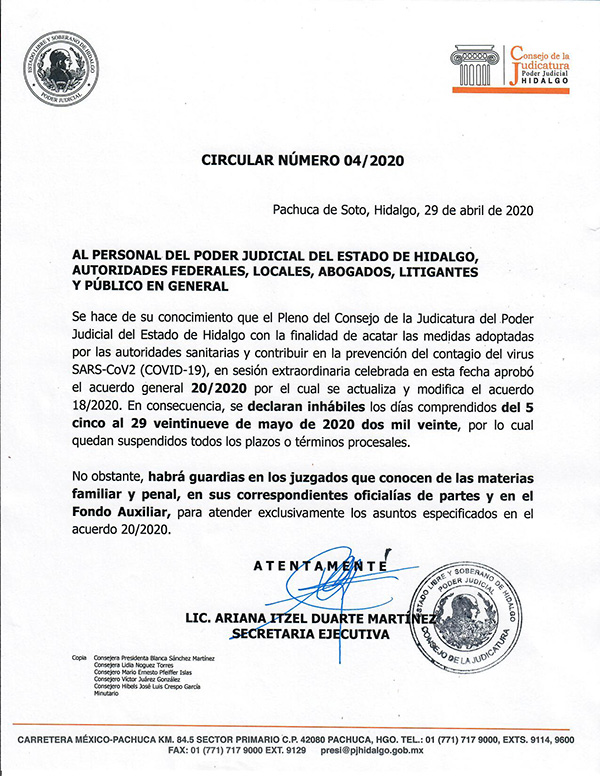 ESTADO LIBRE Y SOBERANO DE HIDALGO
PODER JUDICIAL
Consejo de la
Judicatura
Poder Judicial
HIDALGO
CIRCULAR NÚMERO 04/2020
Pachuca de Soto, Hidalgo, 29 de abril de 2020
AL PERSONAL DEL PODER JUDICIAL DEL ESTADO DE HIDALGO,
AUTORIDADES FEDERALES, LOCALES, ABOGADOS, LITIGANTES
Y PÚBLICO EN GENERAL
Se hace de su conocimiento que el Pleno del Consejo de la Judicatura del Poder
Judicial del Estado de Hidalgo con la finalidad de acatar las medidas adoptadas
por las autoridades sanitarias y contribuir en la prevención del contagio del virus
SARS-CoV2 (COVID-19), en sesión extraordinaria celebrada en esta fecha aprobó
el acuerdo general 20/2020 por el cual se actualiza y modifica el acuerdo
18/2020. En consecuencia, se declaran inhábiles los días comprendidos del 5
cinco al 29 veintinueve de mayo de 2020 dos mil veinte, por lo cual
quedan suspendidos todos los plazos o términos procesales.
No obstante, habrá guardias en los juzgados que conocen de las materias
familiar y penal, en sus correspondientes oficialías de partes y en el
Fondo Auxiliar, para atender exclusivamente los asuntos especificados en el
acuerdo 20/2020.
ATENTAMENTE
LIC. ARIANA ITZEL DUARTE MARTÍNEZ
SECRETARIA EJECUTIVA
ESTADO LIBRE Y SOBERANO DE HIDALGO
PODER JUDICIAL
CONSEJO DE LA JUDICATURA
Copia Consejera Presidenta Blanca Sánchez Martínez
Consejera Lidia Noguez Torres
Consejero Mario Ernesto Pfeiffer Islas
Consejero Víctor Juárez González
Consejero Hibels José Luis Crespo García
Minutario
CARRETERA MÉXICO-PACHUCA KM. 84.5 SECTOR PRIMARIO C.P. 42080 PACHUCA, HGO. TEL.: 01 (771) 717 9000, EXTS. 9114, 9600
FAX: 01 (771) 717 9000 EXT. 9129 presi@pjhidalgo.gob.mx